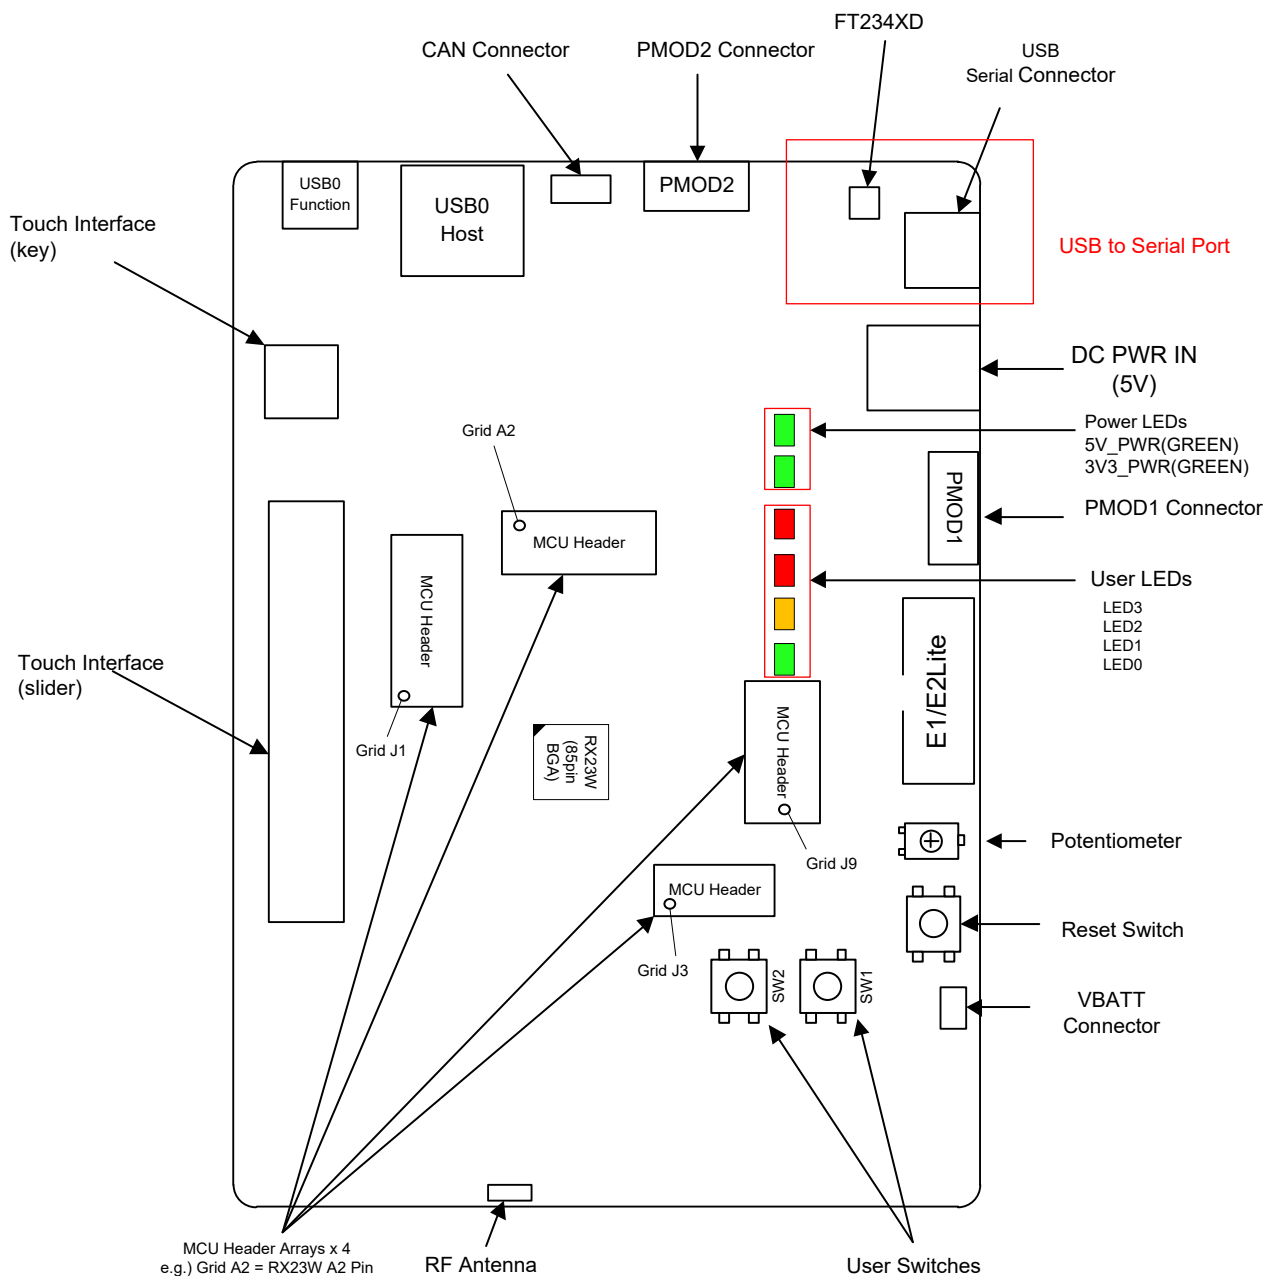 FT234XD
CAN Connector
PMOD2 Connector
USB
Serial Connector
USB0
Function
USB0
Host
PMOD2
Touch Interface
(key)
USB to Serial Port
DC PWR IN
(5V)
Power LEDs
5V_PWR(GREEN)
3V3_PWR(GREEN)
Grid A2
PMOD1
PMOD1 Connector
MCU Header
MCU Header
User LEDs
LED3
LED2
LED1
LED0
Touch Interface
(slider)
E1/E2Lite
Grid J1
RX23W
(85pin
BGA)
MCU Header
Grid J9
Potentiometer
MCU Header
Reset Switch
Grid J3
SW2
SW1
VBATT
Connector
MCU Header Arrays x 4
e.g.) Grid A2 = RX23W A2 Pin
RF Antenna
User Switches